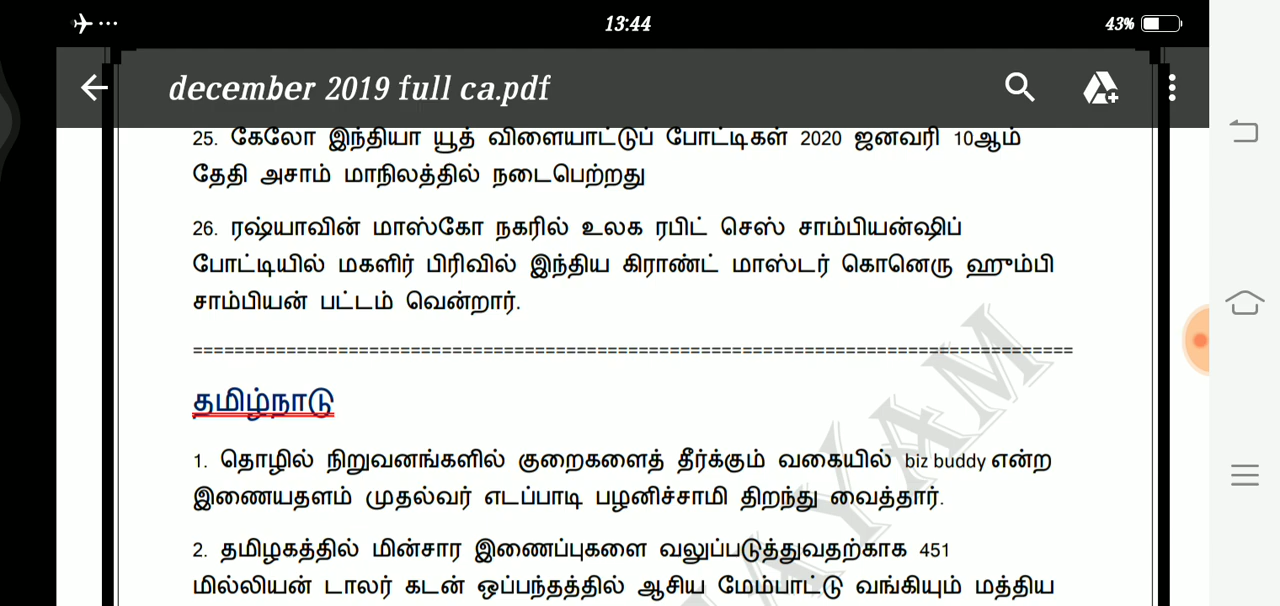 13:44
43%
december 2019 full ca.pdf
25. கேலோ இந்தியா யூத் விளையாட்டுப் போட்டிகள் 2020 ஜனவரி 10ஆம்
தேதி அசாம் மாநிலத்தில் நடைபெற்றது
26. ரஷ்யாவின் மாஸ்கோ நகரில் உலக ரபிட் செஸ் சாம்பியன்ஷிப்
போட்டியில் மகளிர் பிரிவில் இந்திய கிராண்ட் மாஸ்டர் கொனெரு ஹும்பி
சாம்பியன் பட்டம் வென்றார்.
தமிழ்நாடு
1. தொழில் நிறுவனங்களில் குறைகளைத் தீர்க்கும் வகையில் biz buddy என்ற
இணையதளம் முதல்வர் எடப்பாடி பழனிச்சாமி திறந்து வைத்தார்.
2. தமிழகத்தில் மின்சார இணைப்புகளை வலுப்படுத்துவதற்காக 451
மில்லியன் டாலர் கடன் ஒப்பந்தத்தில் ஆசிய மேம்பாட்டு வங்கியும் மத்திய